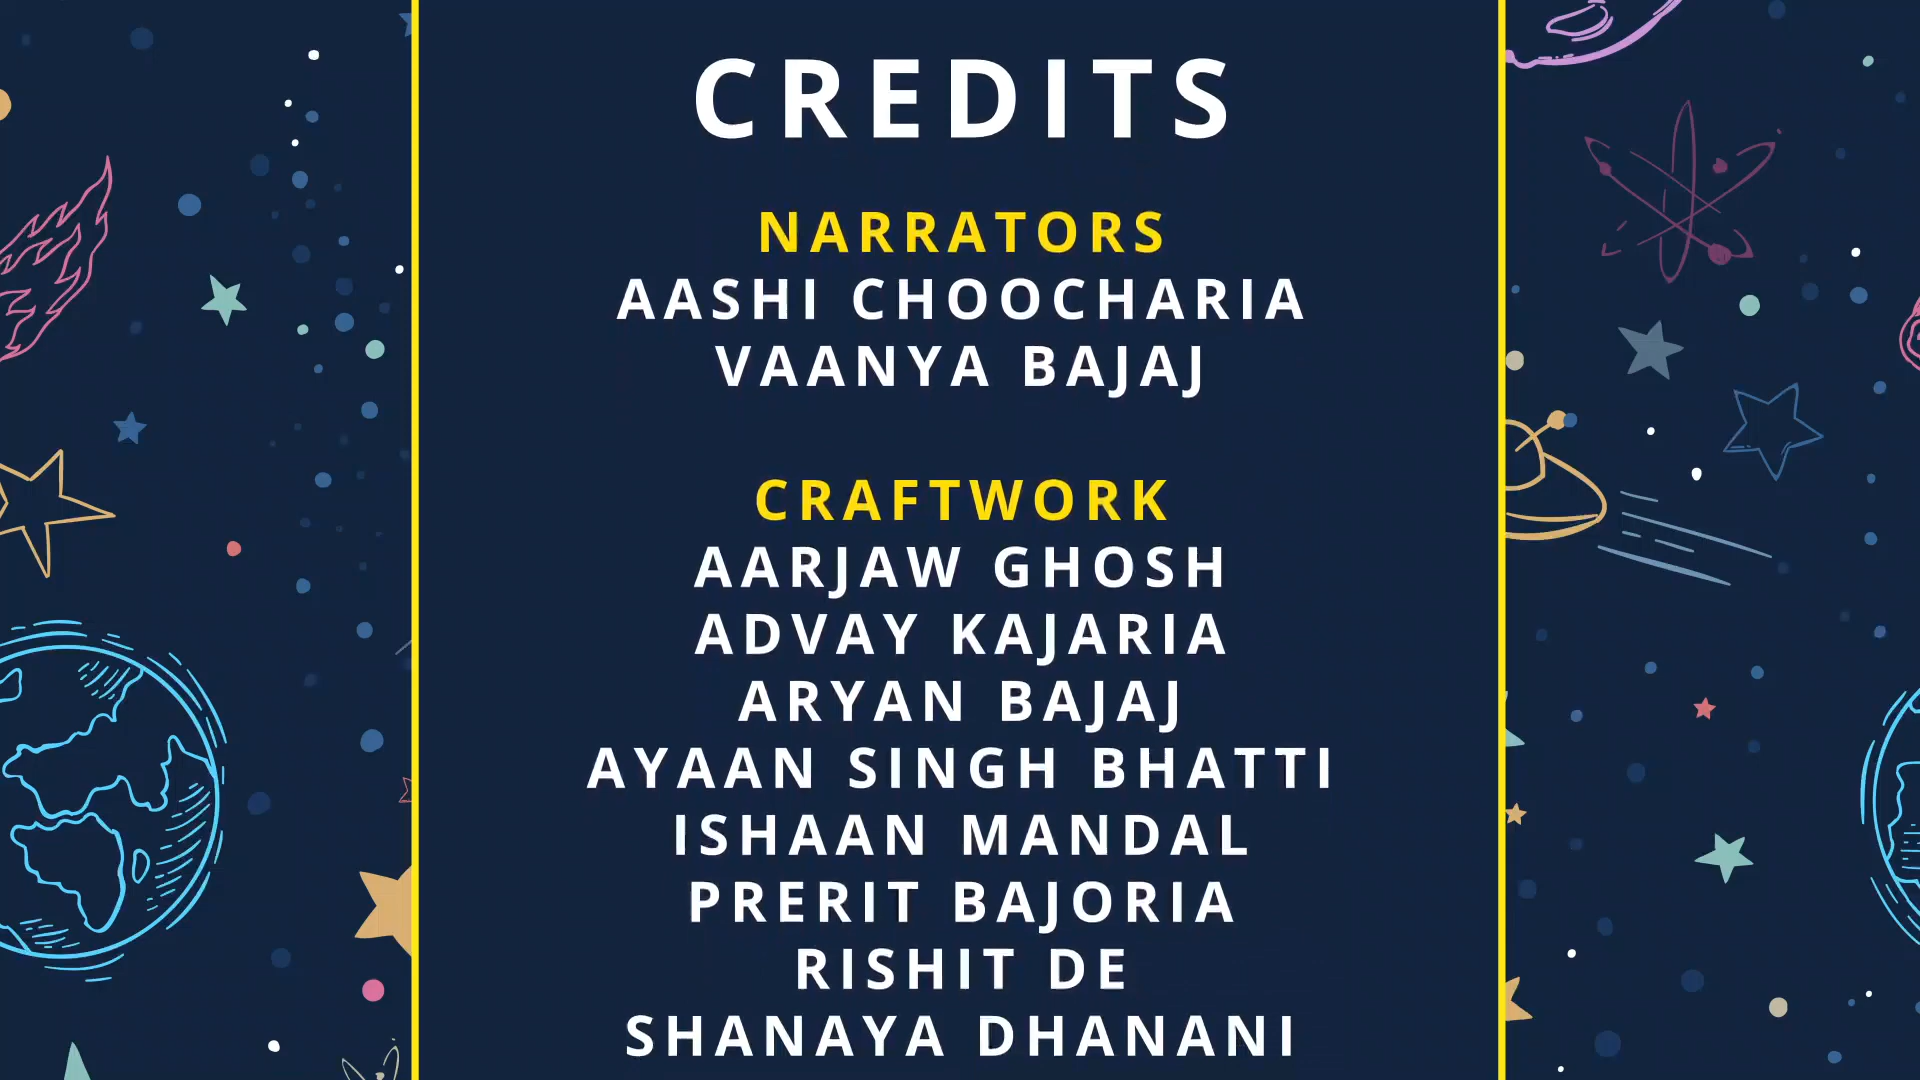 CREDITS
NARRATORS
AASHI CHOOCHARIA
VAANYA BAJAJ
CRAFTWORK
AARJAW GHOSH
ADVAY KAJARIA
ARYAN BAJAJ
AYAAN SINGH BHATTI
ISHAAN MANDAL
PRERIT BAJORIA
RISHIT DE
SHANAYA DHANANI